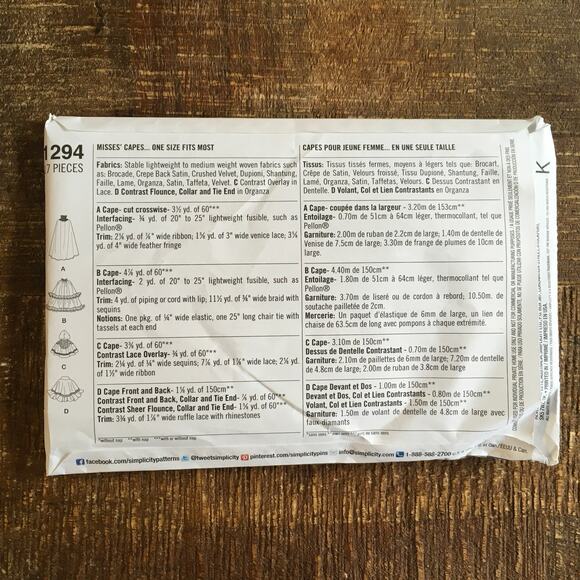 1294
7 PIECES
A
B
C
D
MISSES' CAPES... ONE SIZE FITS MOST
Fabrics: Stable lightweight to medium weight woven fabrics such as: Brocade, Crepe Back Satin, Crushed Velvet, Dupioni, Shantung, Faille, Lame, Organza, Satin, Taffeta, Velvet. C Contrast Overlay in Lace. D Contrast Flounce, Collar and Tie End in Organza
A Cape- cut crosswise- 3½ yd of 60"***
Interfacing- ¾ yd of 20" to 25" lightweight fusible, such as Pellon®
wide ribbon; 1⅝ yd of 3" wide venice lace; 3⅝ yd of 4" wide feather fringe
B Cape- 4⅞ yd of 60"***
Interfacing- 2 yd of 20" to 25" lightweight fusible, such as Pellon®
Trim: 4 yd of piping or cord with lip; 11½ yd of ¾" wide braid with sequins
Notions: One pkg. of ¼" wide elastic, one 25" long chair tie with tassels at each end
C Cape- 3⅜ yd of 60"***
Contrast Lace Overlay- ¾ yd of 60"***
wide sequins; 7⅞ yd of 1⅞" wide lace; 2⅛ yd of 1½" wide ribbon
D Cape Front and Back- 1⅛ yd of 150cm**
Contrast Front and Back, Collar and Tie End- ⅞ yd of 60"**
Contrast Sheer Flounce, Collar and Tie End- 1⅝ yd of 60"**
Trim: 3¾ yd of 1⅞" wide ruffle lace with rhinestones
*without nap **with nap ***with or without nap
CAPES POUR JEUNE FEMME... EN UNE SEULE TAILLE
Tissus: Tissus tissés fermes, moyens à légers tels que: Brocart, Crêpe de Satin, Velours froissé, Tissu Dupioni, Shantung, Faille, Lamé, Organza, Satin, Taffetas, Velours. C Dessus Contrastant en Dentelle. D Volant, Col et Lien Contrastants en Organza
A Cape- coupée dans la largeur - 3.20m de 153cm**
Entoilage- 0.70m de 51cm à 64cm léger, thermocollant, tel que Pellon®
Garniture: 2.00m de ruban de 2.2cm de large; 1.40m de dentelle de Venise de 7.5cm de large; 3.30m de frange de plumes de 10cm de large.
B Cape- 4.40m de 150cm**
Entoilage- 1.80m de 51cm à 64cm léger, thermocollant tel que Pellon®
Garniture: 3.70m de liseré ou de cordon à rebord; 10.50m. de soutache pailletée de 2cm.
Mercerie: Un paquet d'élastique de 6mm de large, un lien de chaise de 63.5cm de long avec pompons à chaque extrémité.
C Cape- 3.10m de 150cm**
Dessus de Dentelle Contrastant - 0.70m de 150cm**
Garniture: 2.10m de paillettes de 6mm de large; 7.20m de dentelle de 4.8cm de large; 2.00m de ruban de 3.8cm de large
D Cape Devant et Dos - 1.00m de 150cm**
Devant et Dos, Col et Lien Contrastants - 0.80m de 150cm**
Volant, Col et Lien Contrastants - 1.50m de 150cm**
Garniture: 1.50m de volant de dentelle de 4.8cm de large avec faux-diamants
K
facebook.com/simplicitypatterns @tweetsimplicity pinterest.com/simplicitypins info@simplicity.com 1-888-588-2700